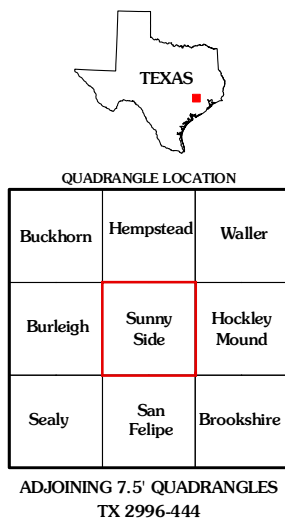 TEXAS
QUADRANGLE LOCATION
Buckhorn Hempstead Waller
Burleigh Sunny Side Hockley Mound
Sealy San Felipe Brookshire
ADJOINING 7.5' QUADRANGLES
TX 2996-444